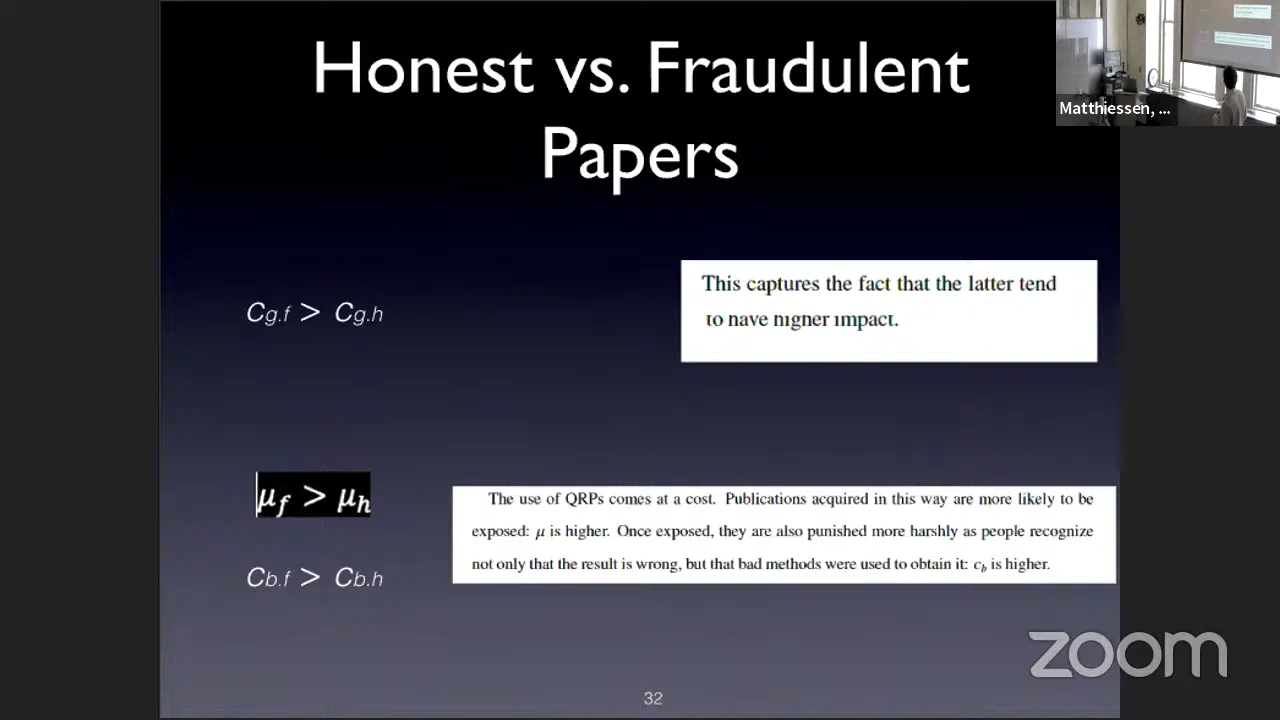 Honest vs. Fraudulent
Papers
Matthiessen, ...
Cg.f > Cg.h
This captures the fact that the latter tend
to have higher impact.
μf > μh
The use of QRPs comes at a cost. Publications acquired in this way are more likely to be
exposed: μ is higher. Once exposed, they are also punished more harshly as people recognize
not only that the result is wrong, but that bad methods were used to obtain it: cb is higher.
Cb.f > Cb.h
zoom
32